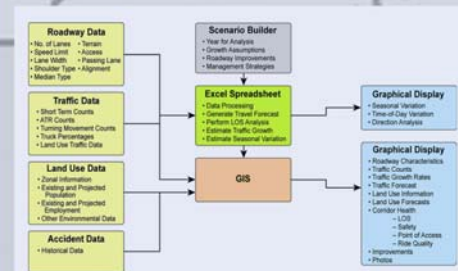 Roadway Data
• No. of Lanes • Terrain
• Speed Limit • Access
• Lane Width • Passing Lane
• Shoulder Type • Alignment
• Median Type
Traffic Data
• Short Term Counts
• ATR Counts
• Turning Movement Counts
• Truck Percentages
• Land Use Traffic Data
Land Use Data
• Zonal Information
• Existing and Projected
Population
• Existing and Projected
Employment
• Other Environmental Data
Accident Data
• Historical Data
Scenario Builder
• Year for Analysis
• Growth Assumptions
• Roadway Improvements
• Management Strategies
Excel Spreadsheet
• Data Processing
• Generate Travel Forecast
• Perform LOS Analysis
• Estimate Traffic Growth
• Estimate Seasonal Variation
GIS
Graphical Display
• Seasonal Variation
• Time-of-Day Variation
• Direction Analysis
Graphical Display
• Roadway Characteristics
• Traffic Counts
• Traffic Growth Rates
• Traffic Forecast
• Land Use Information
• Land Use Forecasts
• Corridor Health
– LOS
– Safety
– Point of Access
– Ride Quality
• Improvements
• Photos